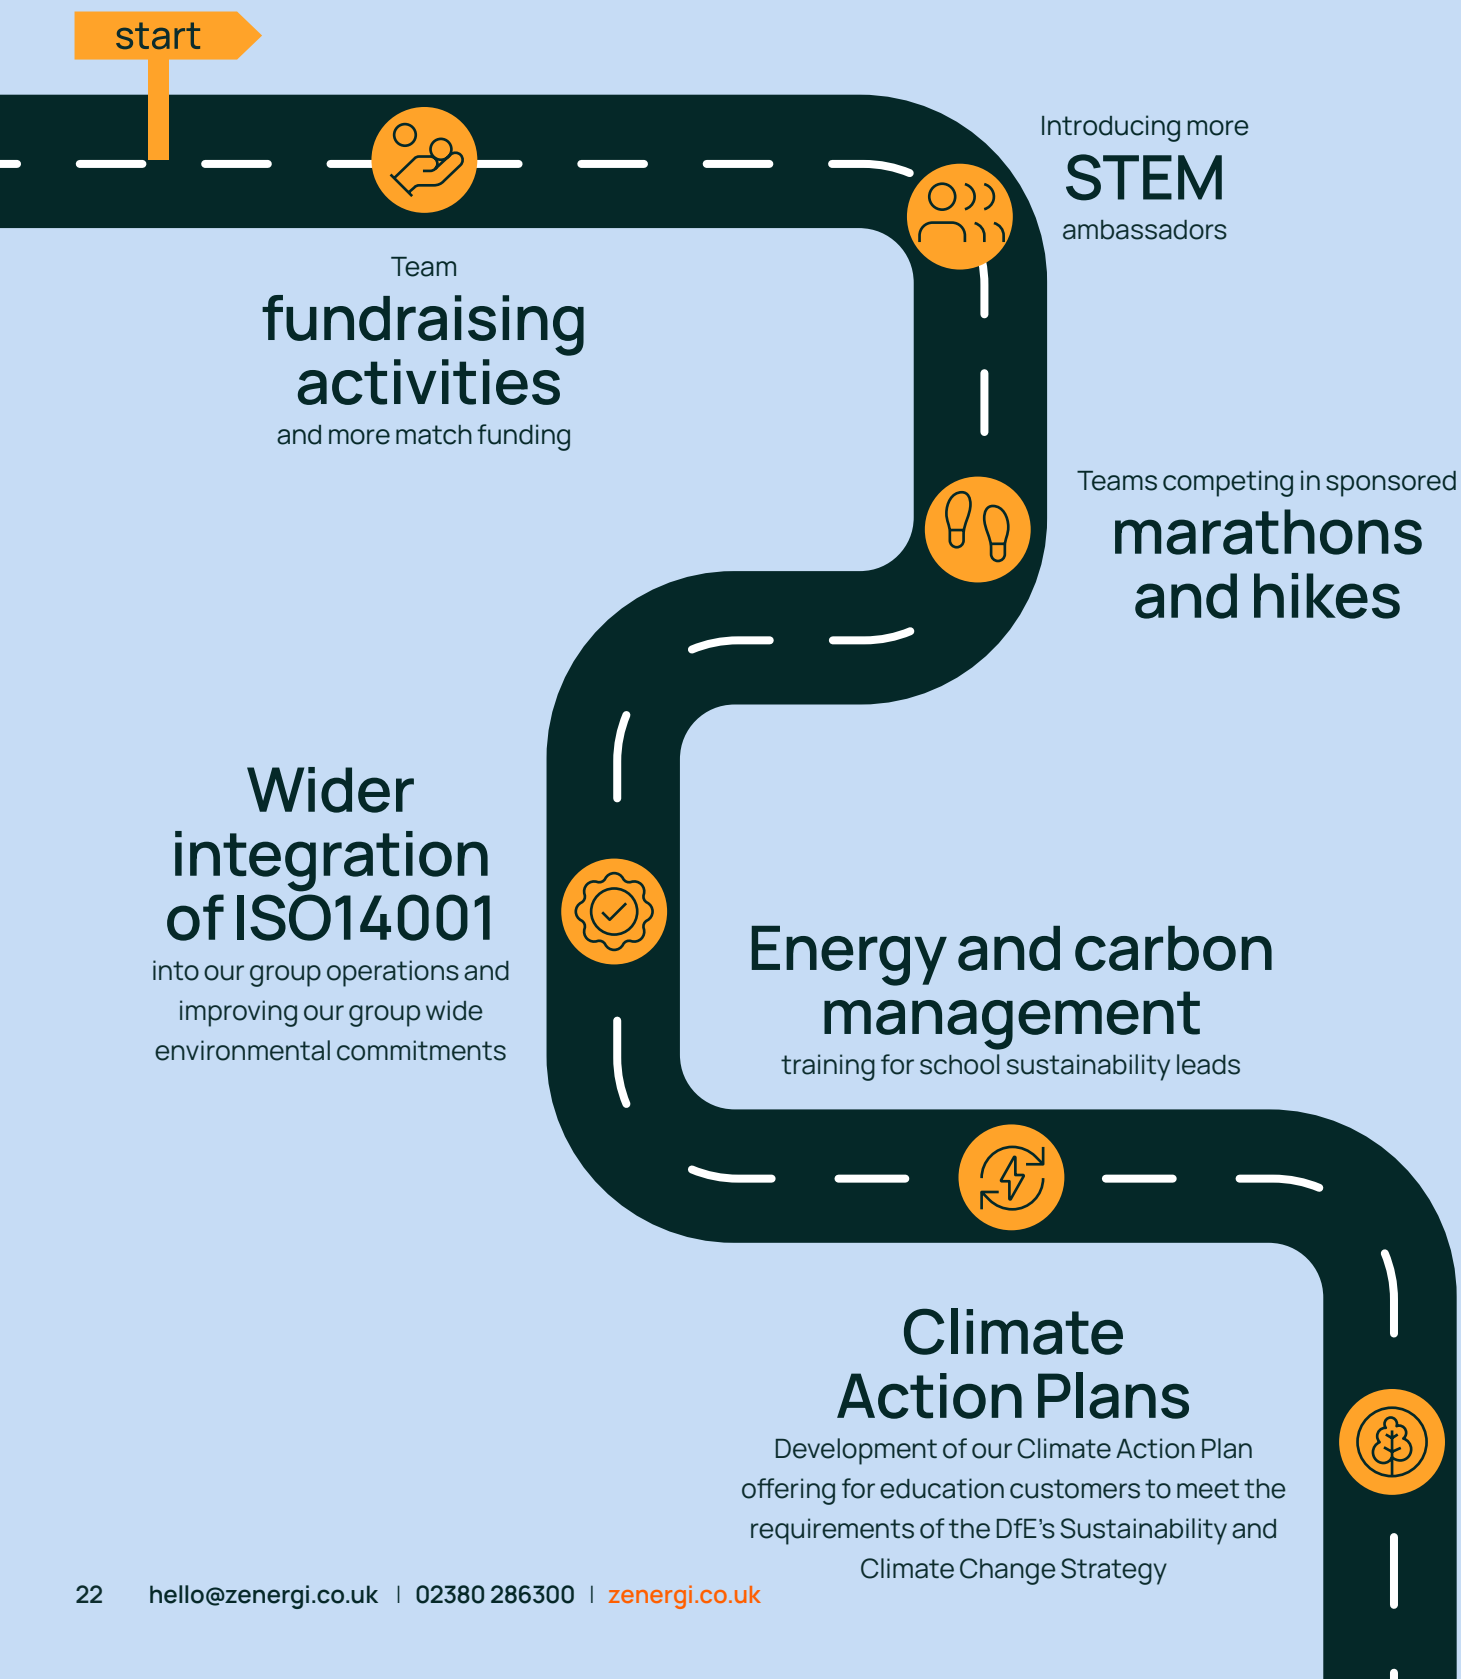 start
Team
fundraising
activities
and more match funding
Introducing more
STEM
ambassadors
Teams competing in sponsored
marathons
and hikes
Wider
integration
of ISO14001
into our group operations and
improving our group wide
environmental commitments
Energy and carbon
management
training for school sustainability leads
Climate
Action Plans
Development of our Climate Action Plan
offering for education customers to meet the
requirements of the DfE’s Sustainability and
Climate Change Strategy
22 hello@zenergi.co.uk | 02380 286300 | zenergi.co.uk